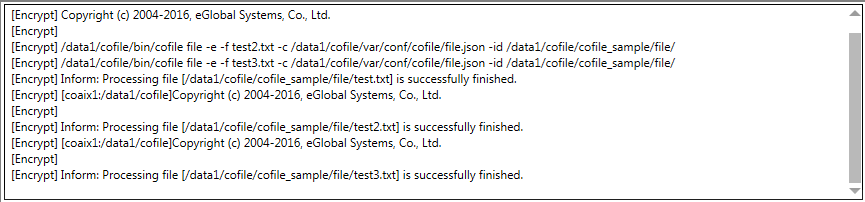 [Encrypt] Copyright (c) 2004-2016, eGlobal Systems, Co., Ltd.
[Encrypt]
[Encrypt] /data1/cofile/bin/cofile file -e -f test2.txt -c /data1/cofile/var/conf/cofile/file.json -id /data1/cofile/cofile_sample/file/
[Encrypt] /data1/cofile/bin/cofile file -e -f test3.txt -c /data1/cofile/var/conf/cofile/file.json -id /data1/cofile/cofile_sample/file/
[Encrypt] Inform: Processing file [/data1/cofile/cofile_sample/file/test.txt] is successfully finished.
[Encrypt] [coaix1:/data1/cofile]Copyright (c) 2004-2016, eGlobal Systems, Co., Ltd.
[Encrypt]
[Encrypt] Inform: Processing file [/data1/cofile/cofile_sample/file/test2.txt] is successfully finished.
[Encrypt] [coaix1:/data1/cofile]Copyright (c) 2004-2016, eGlobal Systems, Co., Ltd.
[Encrypt]
[Encrypt] Inform: Processing file [/data1/cofile/cofile_sample/file/test3.txt] is successfully finished.